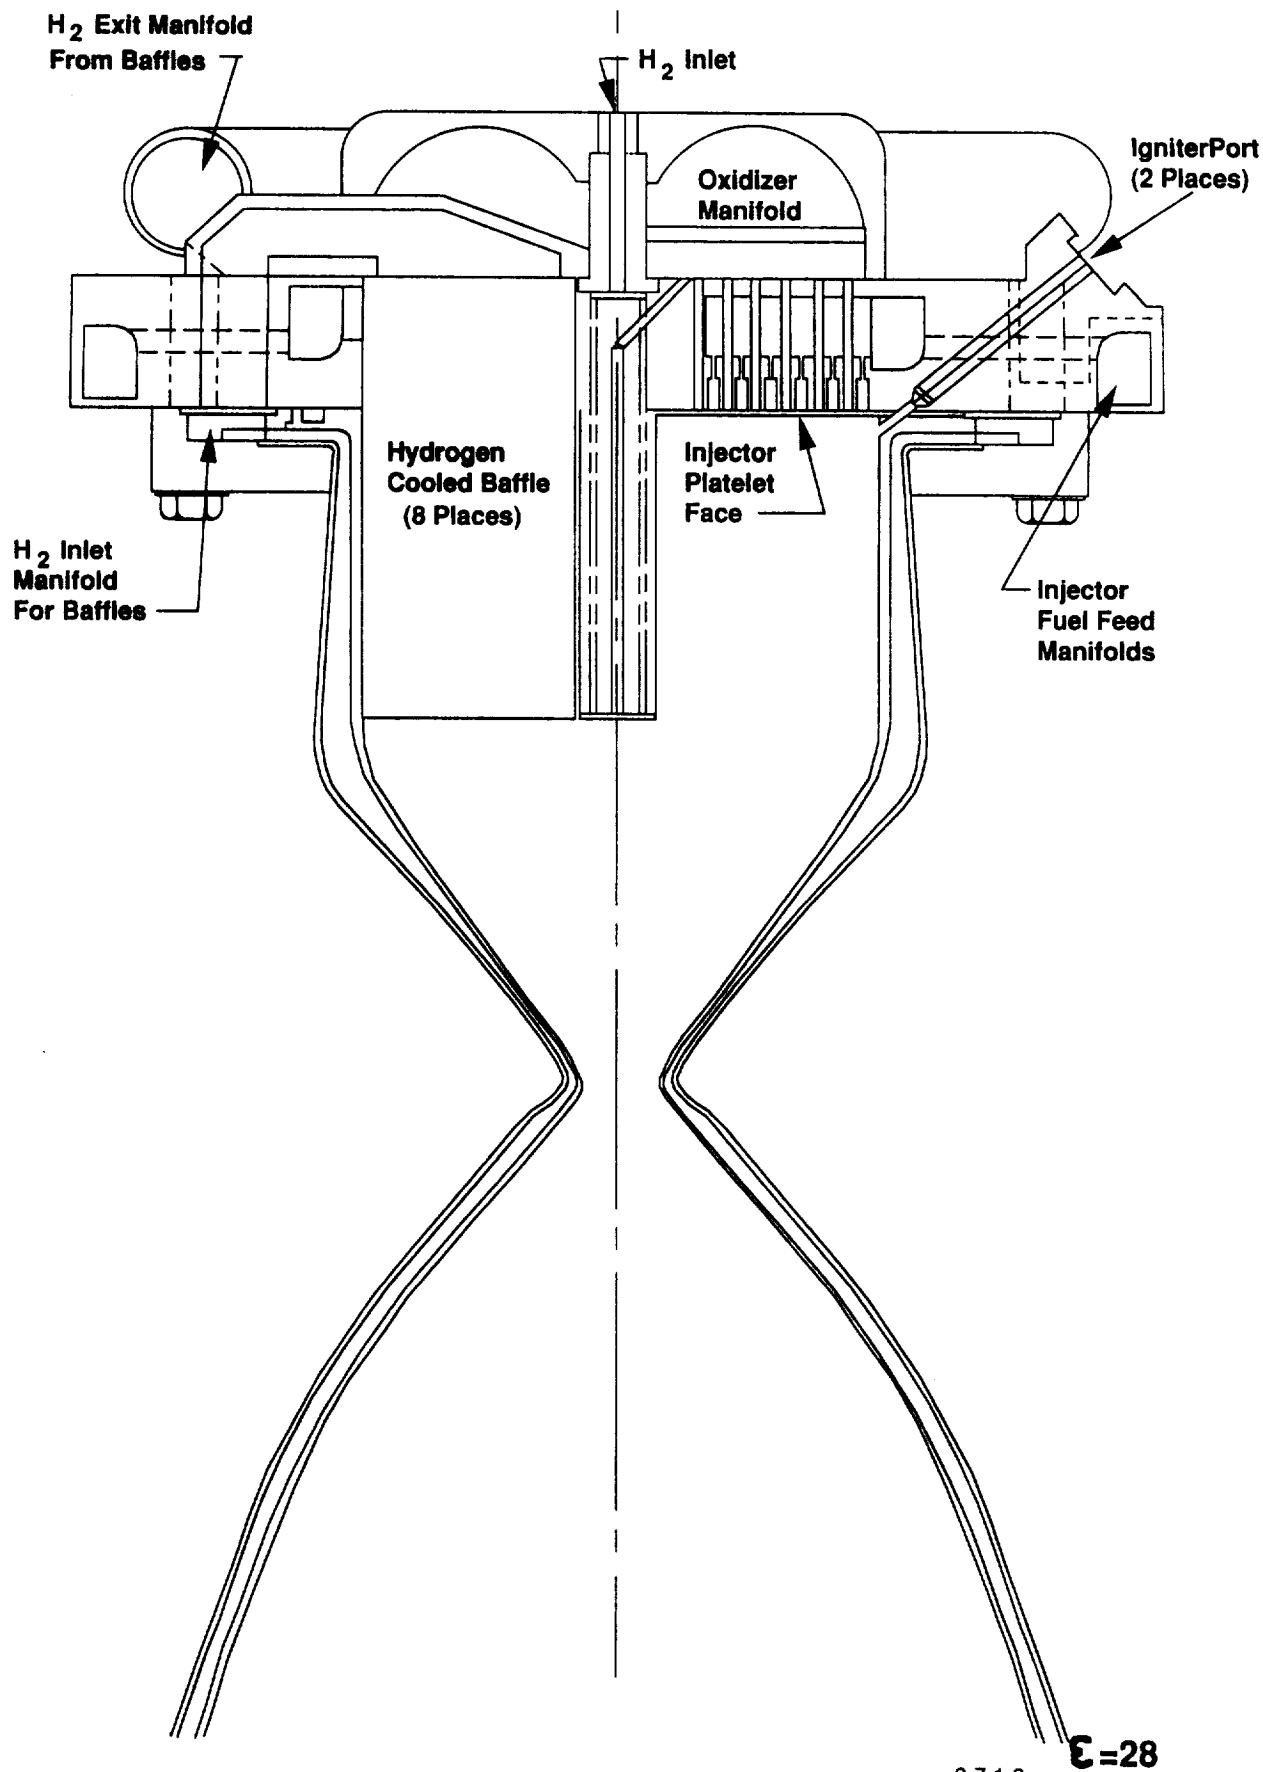 H2 Exit Manifold
From Baffles
H2 Inlet
IgniterPort
(2 Places)
Oxidizer
Manifold
Hydrogen
Cooled Baffle
(8 Places)
Injector
Platelet
Face
H2 Inlet
Manifold
For Baffles
Injector
Fuel Feed
Manifolds
ε=28